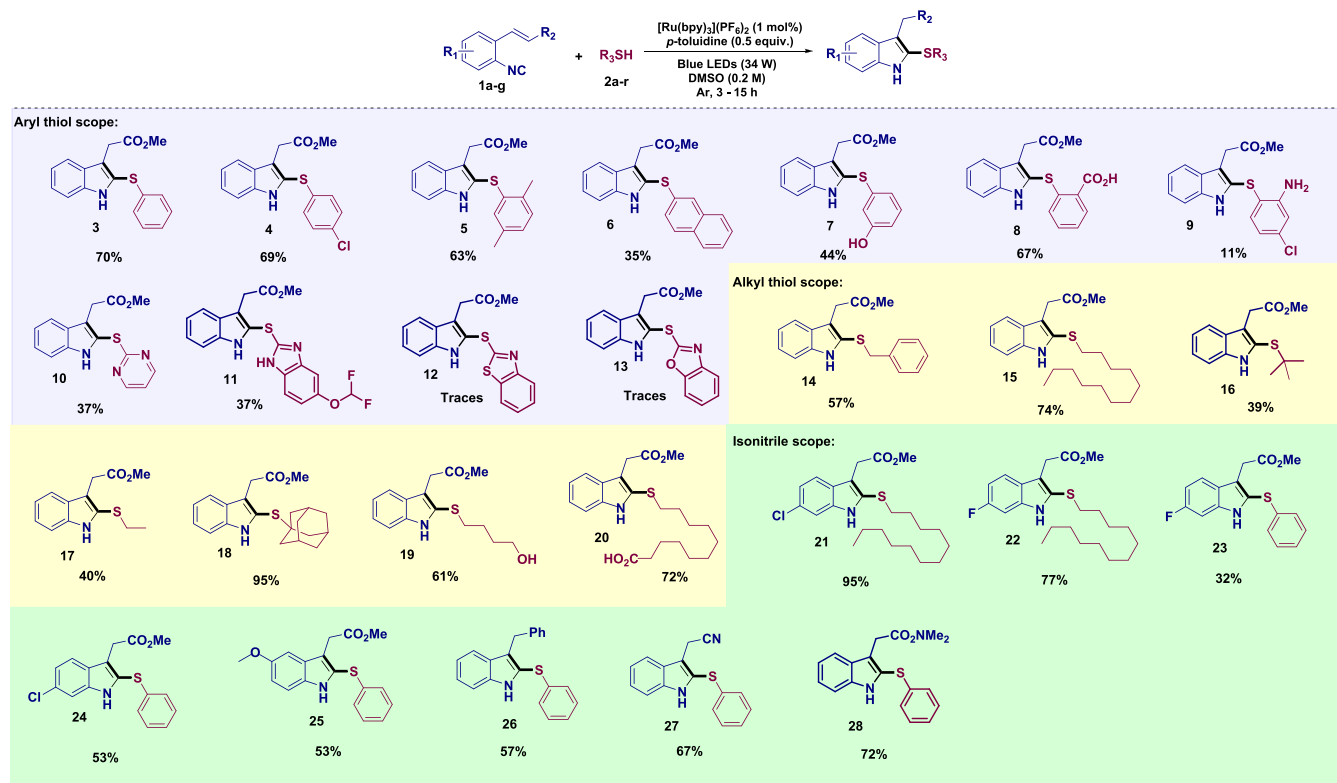 [Ru(bpy)3](PF6)2 (1 mol%)
p-toluidine (0.5 equiv.)
Blue LEDs (34 W)
DMSO (0.2 M)
Ar, 3 - 15 h
R1
R2
NC
1a-g
+
R3SH
2a-r
R2
R1
SR3
N
H
Aryl thiol scope:
CO2Me
S
N
H
3
70%
CO2Me
S
N
H
Cl
4
69%
CO2Me
S
N
H
5
63%
CO2Me
S
N
H
6
35%
CO2Me
S
N
H
HO
7
44%
CO2Me
S
CO2H
N
H
8
67%
CO2Me
S
NH2
N
H
Cl
9
11%
CO2Me
S
N
H
N
N
10
37%
CO2Me
S
N
H
N
HN
O
F
F
11
37%
CO2Me
S
N
H
N
S
12
Traces
CO2Me
S
N
H
N
O
13
Traces
Alkyl thiol scope:
CO2Me
S
N
H
14
57%
CO2Me
S
N
H
15
74%
CO2Me
S
N
H
16
39%
CO2Me
S
N
H
17
40%
CO2Me
S
N
H
18
95%
CO2Me
S
N
H
OH
19
61%
CO2Me
S
N
H
HO2C
20
72%
Isonitrile scope:
CO2Me
S
Cl
N
H
21
95%
CO2Me
S
F
N
H
22
77%
CO2Me
S
F
N
H
23
32%
CO2Me
S
Cl
N
H
24
53%
CO2Me
O
S
N
H
25
53%
Ph
S
N
H
26
57%
CN
S
N
H
27
67%
CO2NMe2
S
N
H
28
72%